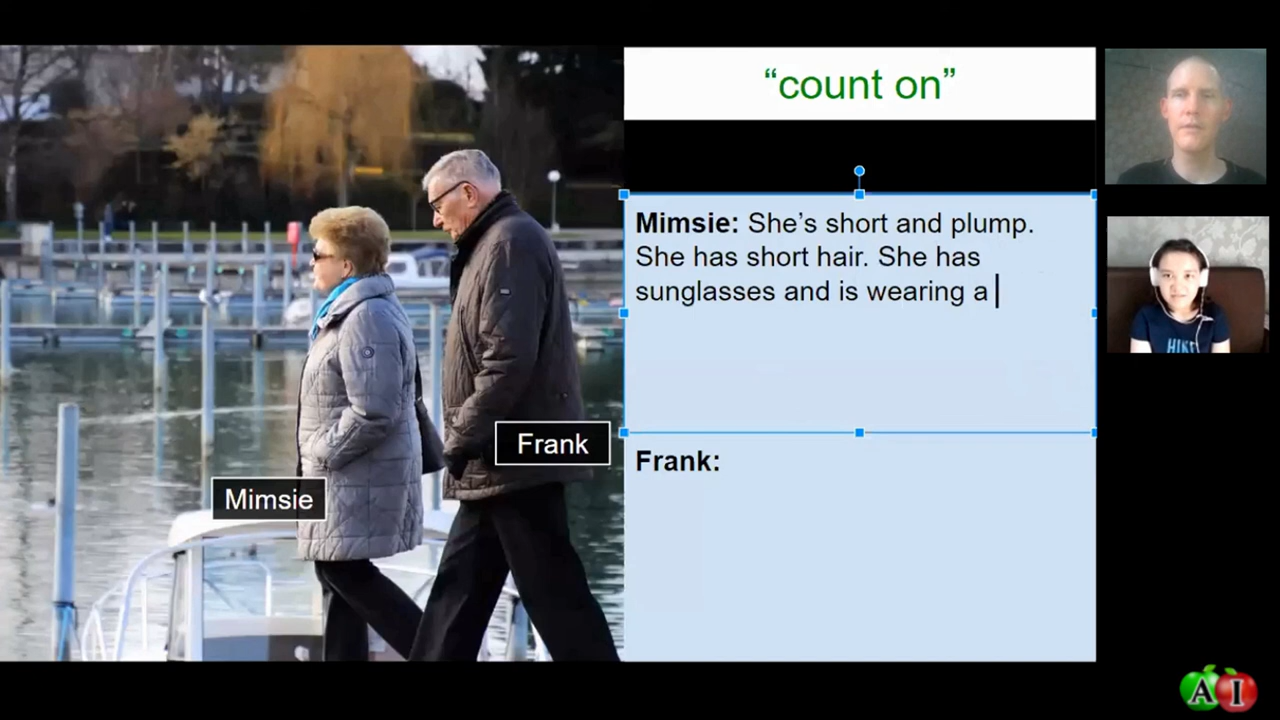 “count on”
Mimsie: She’s short and plump.
She has short hair. She has
sunglasses and is wearing a
Frank:
Frank
Mimsie
HIKE
A I